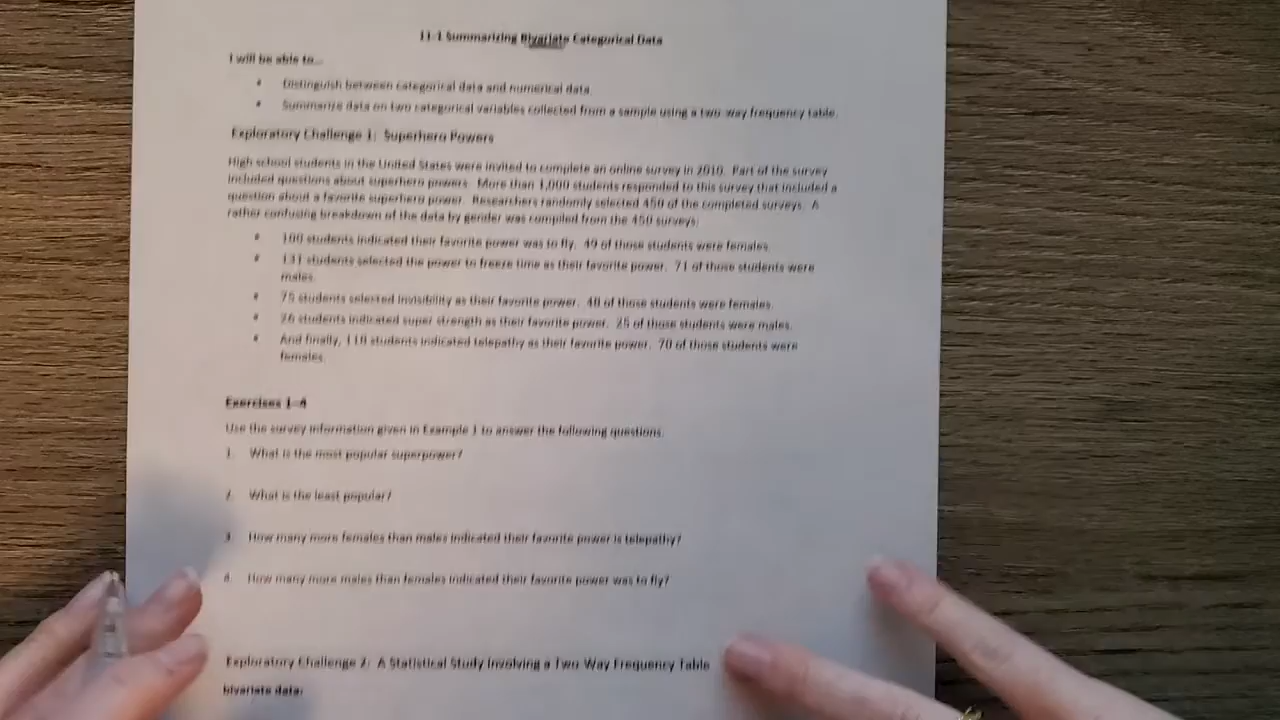 11-1 Summarizing Bivariate Categorical Data
I will be able to...
• Distinguish between categorical data and numerical data.
• Summarize data on two categorical variables collected from a sample using a two-way frequency table.
Exploratory Challenge 1: Superhero Powers
High school students in the United States were invited to complete an online survey in 2010. Part of the survey
included questions about superhero powers. More than 1,000 students responded to this survey that included a
question about a favorite superhero power. Researchers randomly selected 450 of the completed surveys. A
rather confusing breakdown of the data by gender was compiled from the 450 surveys:
• 100 students indicated their favorite power was to fly. 49 of those students were females.
• 131 students selected the power to freeze time as their favorite power. 71 of those students were
males.
• 75 students selected invisibility as their favorite power. 48 of those students were females.
• 26 students indicated super strength as their favorite power. 25 of those students were males.
• And finally, 118 students indicated telepathy as their favorite power. 70 of those students were
females.
Exercises 1-4
Use the survey information given in Example 1 to answer the following questions.
1. What is the most popular superpower?
2. What is the least popular?
3. How many more females than males indicated their favorite power is telepathy?
4. How many more males than females indicated their favorite power was to fly?
Exploratory Challenge 2: A Statistical Study Involving a Two-Way Frequency Table
bivariate data: